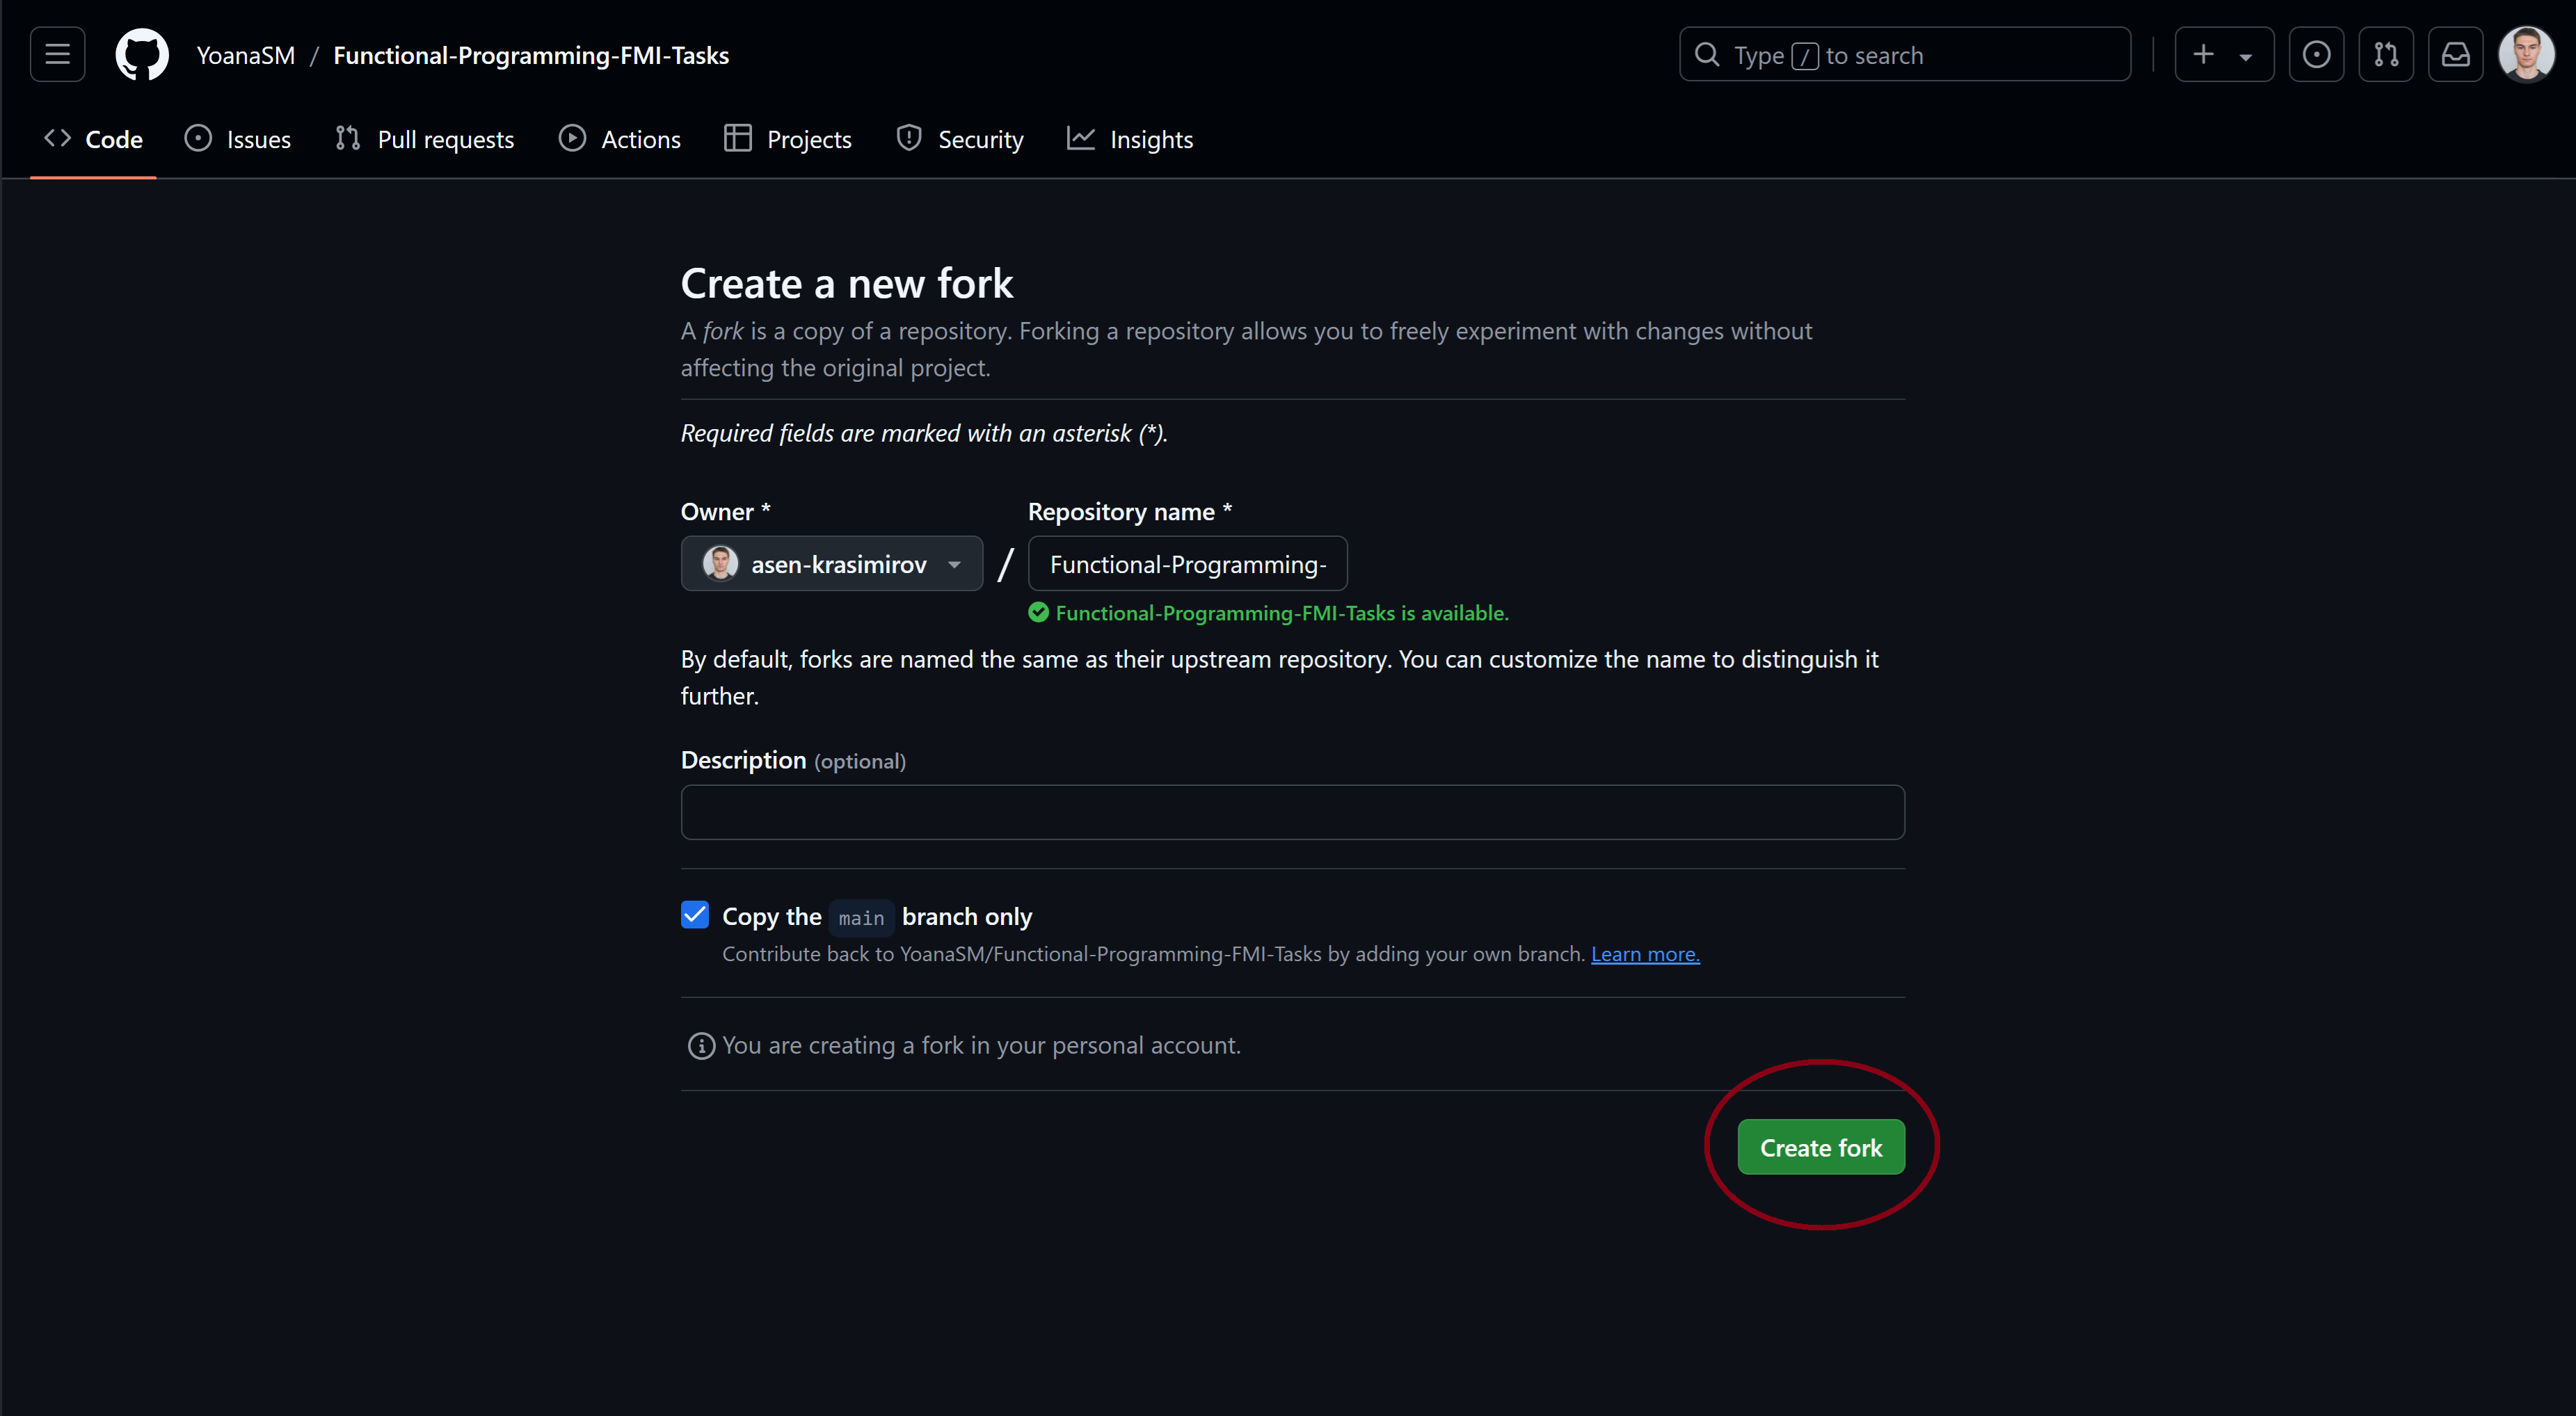 YoanaSM / Functional-Programming-FMI-Tasks
Type / to search
Code Issues Pull requests Actions Projects Security Insights
Create a new fork
A fork is a copy of a repository. Forking a repository allows you to freely experiment with changes without
affecting the original project.
Required fields are marked with an asterisk (*).
Owner * Repository name *
asen-krasimirov / Functional-Programming-
Functional-Programming-FMI-Tasks is available.
By default, forks are named the same as their upstream repository. You can customize the name to distinguish it
further.
Description (optional)
Copy the main branch only
Contribute back to YoanaSM/Functional-Programming-FMI-Tasks by adding your own branch. Learn more.
You are creating a fork in your personal account.
Create fork